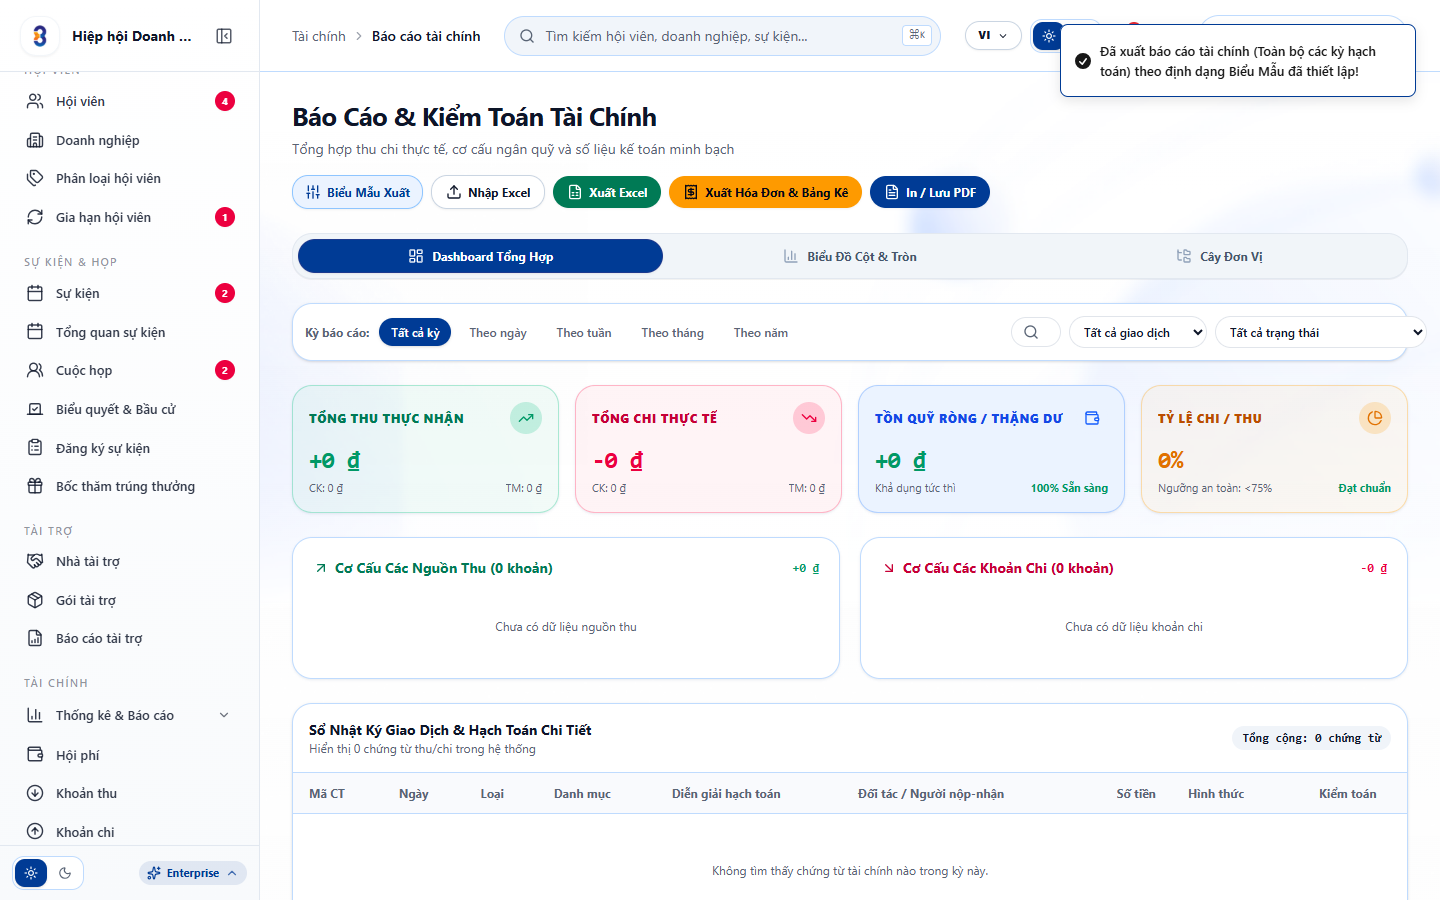 Hiệp hội Doanh ...
Tài chính
Báo cáo tài chính
Tìm kiếm hội viên, doanh nghiệp, sự kiện...
⌘K
VI
Đã xuất báo cáo tài chính (Toàn bộ các kỳ hạch
toán) theo định dạng Biểu Mẫu đã thiết lập!
Hội viên
4
Doanh nghiệp
Phân loại hội viên
Gia hạn hội viên
1
SỰ KIỆN & HỌP
Sự kiện
2
Tổng quan sự kiện
Cuộc họp
2
Biểu quyết & Bầu cử
Đăng ký sự kiện
Bốc thăm trúng thưởng
TÀI TRỢ
Nhà tài trợ
Gói tài trợ
Báo cáo tài trợ
TÀI CHÍNH
Thống kê & Báo cáo
Hội phí
Khoản thu
Khoản chi
Enterprise
Báo Cáo & Kiểm Toán Tài Chính
Tổng hợp thu chi thực tế, cơ cấu ngân quỹ và số liệu kế toán minh bạch
Biểu Mẫu Xuất
Nhập Excel
Xuất Excel
Xuất Hóa Đơn & Bảng Kê
In / Lưu PDF
Dashboard Tổng Hợp
Biểu Đồ Cột & Tròn
Cây Đơn Vị
Kỳ báo cáo:
Tất cả kỳ
Theo ngày
Theo tuần
Theo tháng
Theo năm
Tất cả giao dịch
Tất cả trạng thái
TỔNG THU THỰC NHẬN
+0 ₫
CK: 0 ₫
TM: 0 ₫
TỔNG CHI THỰC TẾ
-0 ₫
CK: 0 ₫
TM: 0 ₫
TỒN QUỸ RÒNG / THẶNG DƯ
+0 ₫
Khả dụng tức thì
100% Sẵn sàng
TỶ LỆ CHI / THU
0%
Ngưỡng an toàn: <75%
Đạt chuẩn
Cơ Cấu Các Nguồn Thu (0 khoản)
+0 ₫
Chưa có dữ liệu nguồn thu
Cơ Cấu Các Khoản Chi (0 khoản)
-0 ₫
Chưa có dữ liệu khoản chi
Sổ Nhật Ký Giao Dịch & Hạch Toán Chi Tiết
Hiển thị 0 chứng từ thu/chi trong hệ thống
Tổng cộng: 0 chứng từ
Mã CT
Ngày
Loại
Danh mục
Diễn giải hạch toán
Đối tác / Người nộp-nhận
Số tiền
Hình thức
Kiểm toán
Không tìm thấy chứng từ tài chính nào trong kỳ này.